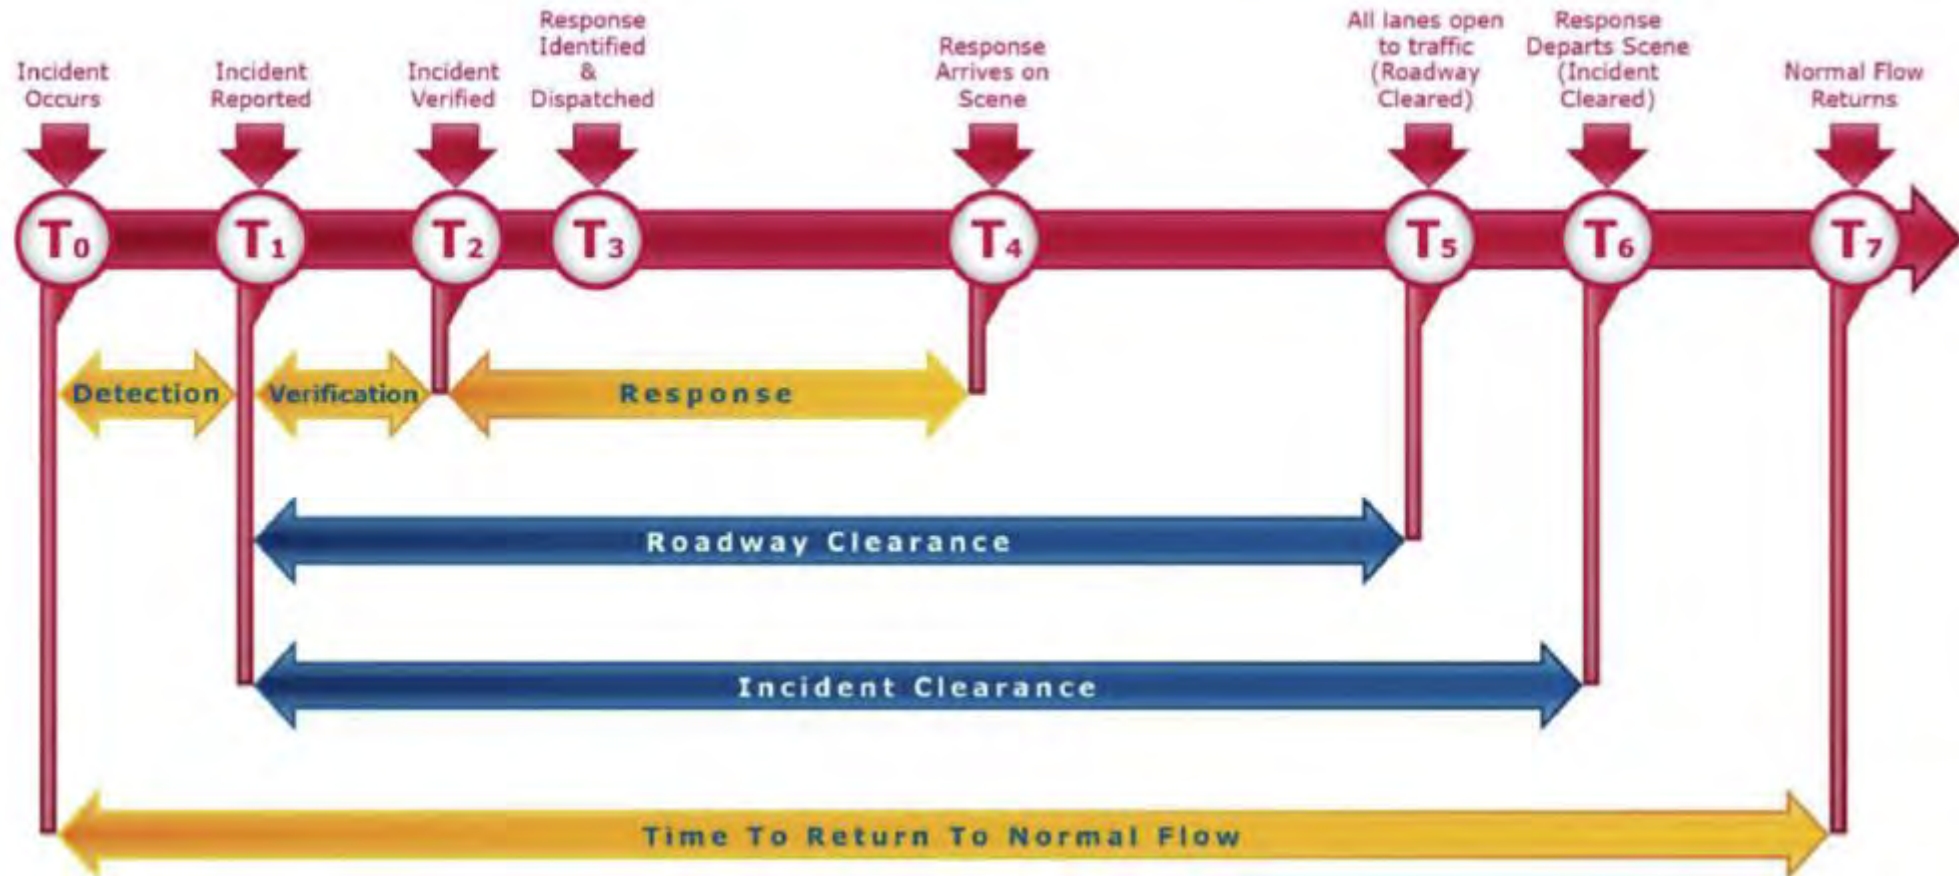 Incident
Occurs
Incident
Reported
Incident
Verified
Response
Identified
&
Dispatched
Response
Arrives on
Scene
All lanes open
to traffic
(Roadway
Cleared)
Response
Departs Scene
(Incident
Cleared)
Normal Flow
Returns
T0
T1
T2
T3
T4
T5
T6
T7
Detection
Verification
Response
Roadway Clearance
Incident Clearance
Time To Return To Normal Flow